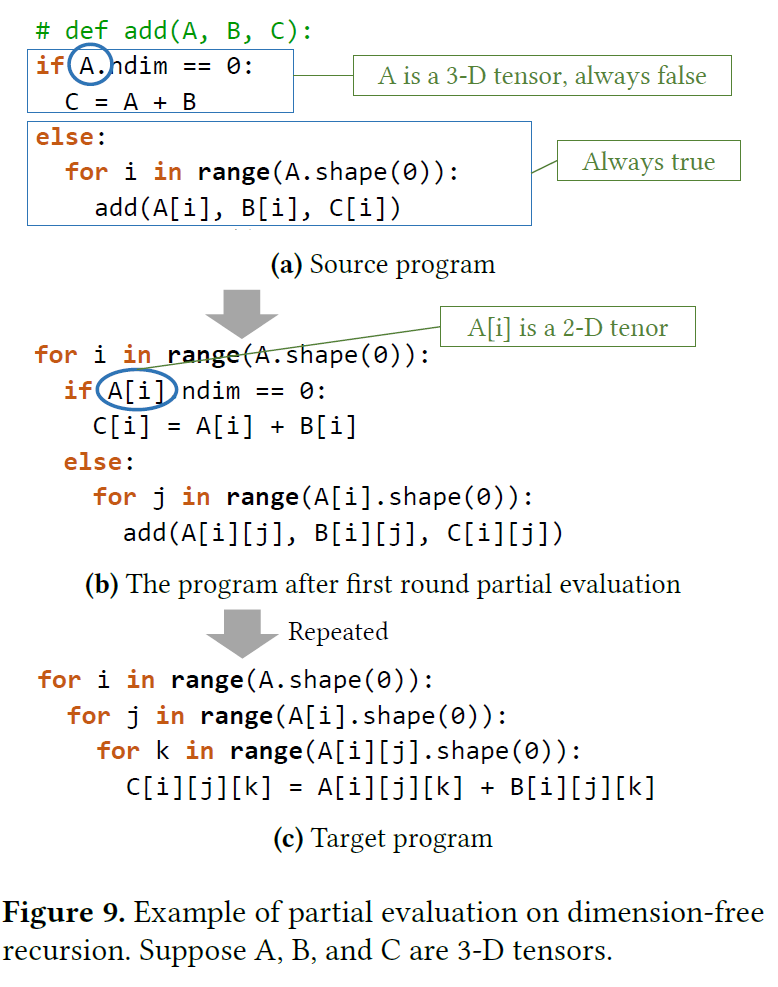 # def add(A, B, C):
if A.ndim == 0:
A is a 3-D tensor, always false
C = A + B
else:
for i in range(A.shape(0)):
Always true
add(A[i], B[i], C[i])
(a) Source program
A[i] is a 2-D tenor
for i in range(A.shape(0)):
if A[i].ndim == 0:
C[i] = A[i] + B[i]
else:
for j in range(A[i].shape(0)):
add(A[i][j], B[i][j], C[i][j])
(b) The program after first round partial evaluation
Repeated
for i in range(A.shape(0)):
for j in range(A[i].shape(0)):
for k in range(A[i][j].shape(0)):
C[i][j][k] = A[i][j][k] + B[i][j][k]
(c) Target program
Figure 9. Example of partial evaluation on dimension-free
recursion. Suppose A, B, and C are 3-D tensors.